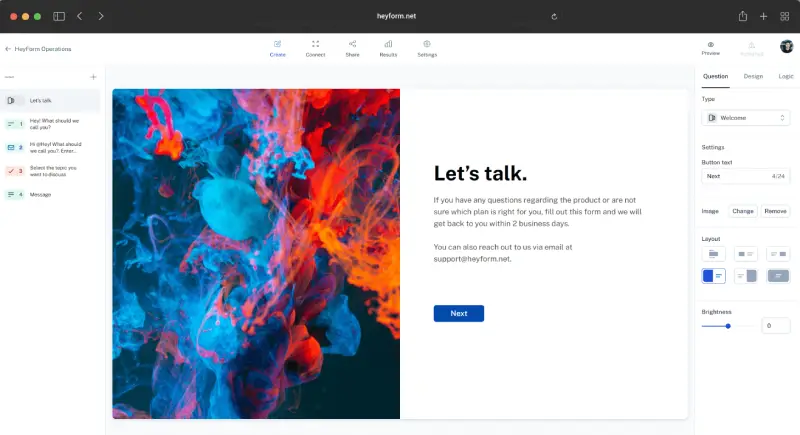 heyform.net
HeyForm Operations
Create
Connect
Share
Results
Settings
Preview
Let's talk
1
Hey! What should we
call you?
2
Hi @Hey! What should
we call you?. Enter...
3
Select the topic you
want to discuss
4
Message
Let's talk.
If you have any questions regarding the product or are not
sure which plan is right for you, fill out this form and we will
get back to you within 2 business days.
You can also reach out to us via email at
support@heyform.net.
Next
Question
Design
Logic
Type
Welcome
Settings
Button text
Next
4/24
Image
Change
Remove
Layout
Brightness
0